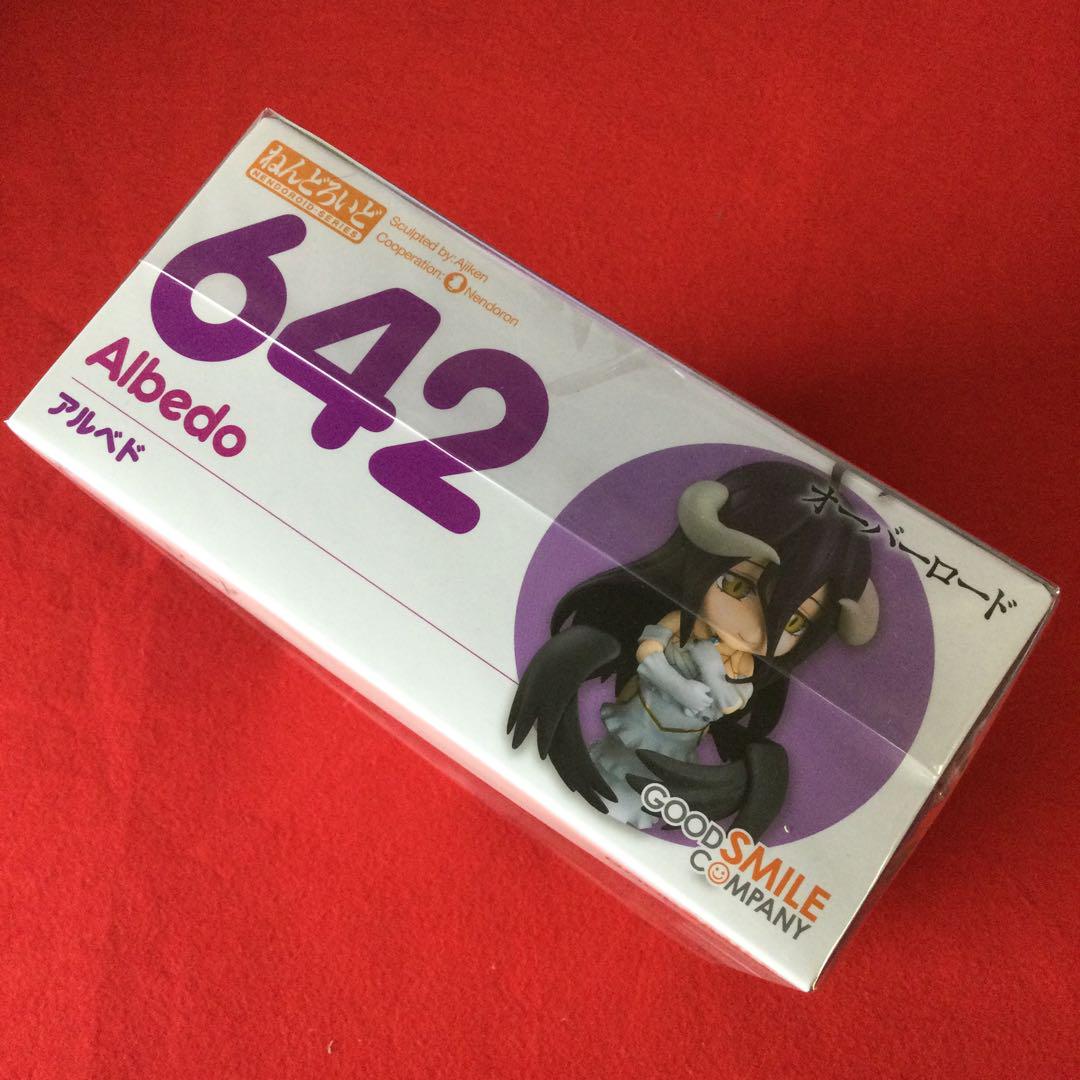 ねんどろいど
NENDOROID-SERIES
Sculpted by: Ajiken
Cooperation: Nendoron
642
Albedo
アルベド
オーバーロード
GOOD SMILE
COMPANY